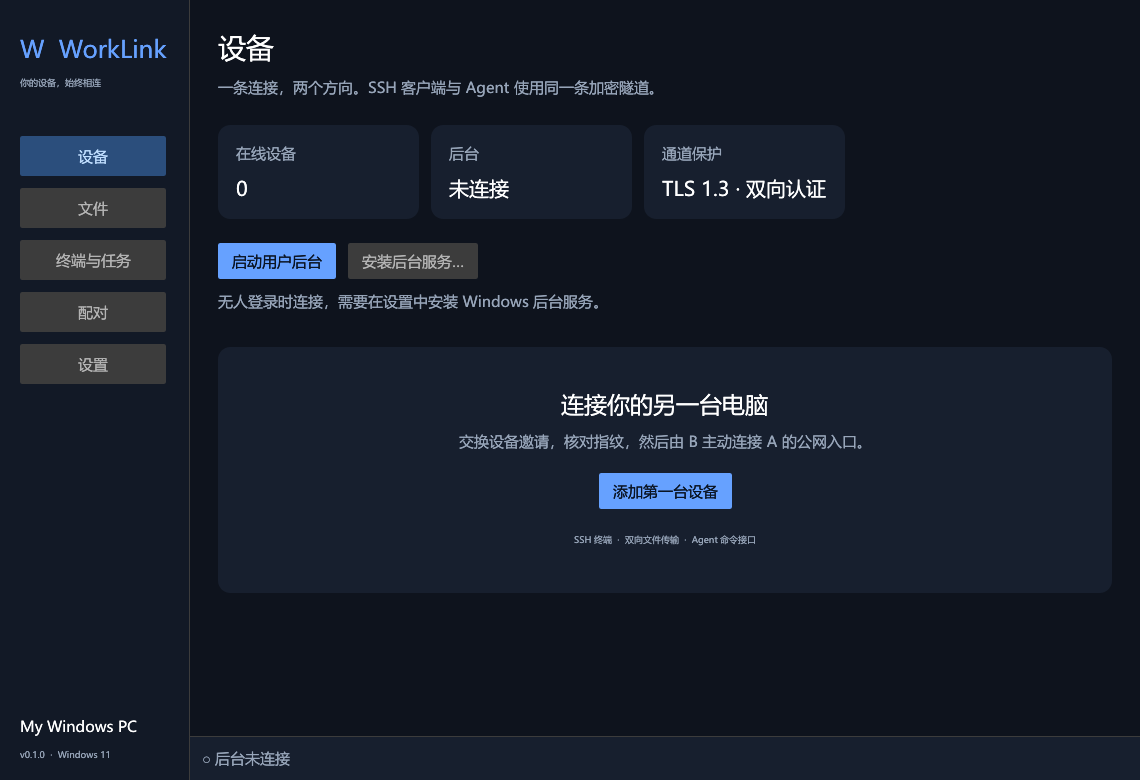 W WorkLink
你的设备，始终相连
设备
文件
终端与任务
配对
设置
My Windows PC
v0.1.0 · Windows 11
设备
一条连接，两个方向。SSH 客户端与 Agent 使用同一条加密隧道。
在线设备
0
后台
未连接
通道保护
TLS 1.3 · 双向认证
启动用户后台
安装后台服务...
无人登录时连接，需要在设置中安装 Windows 后台服务。
连接你的另一台电脑
交换设备邀请，核对指纹，然后由 B 主动连接 A 的公网入口。
添加第一台设备
SSH 终端 · 双向文件传输 · Agent 命令接口
○ 后台未连接